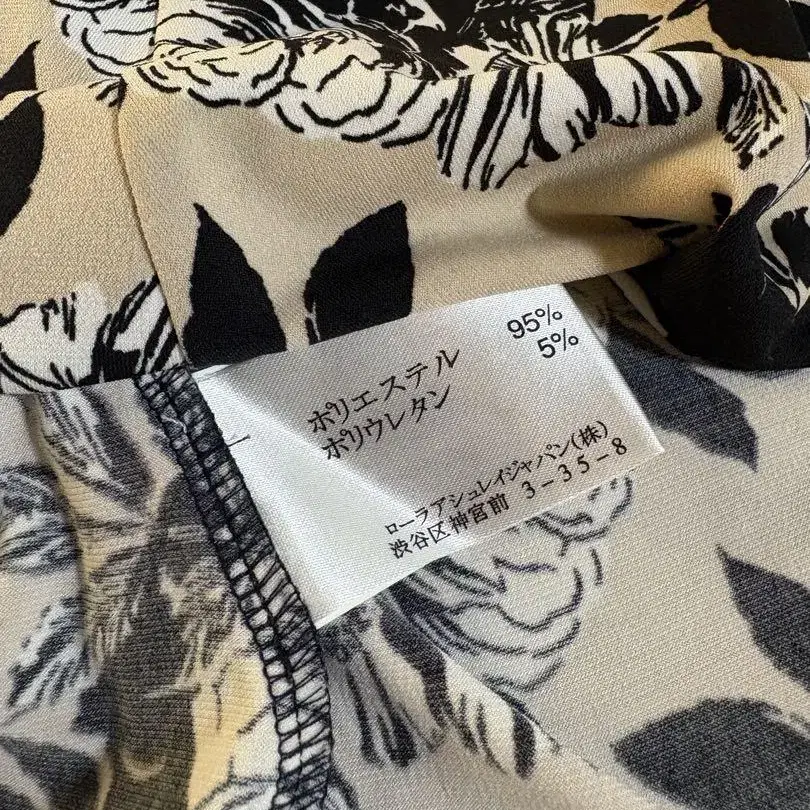 ポリエステル 95%
ポリウレタン 5%
ローラアシュレイジャパン(株)
渋谷区神宮前 3-35-8